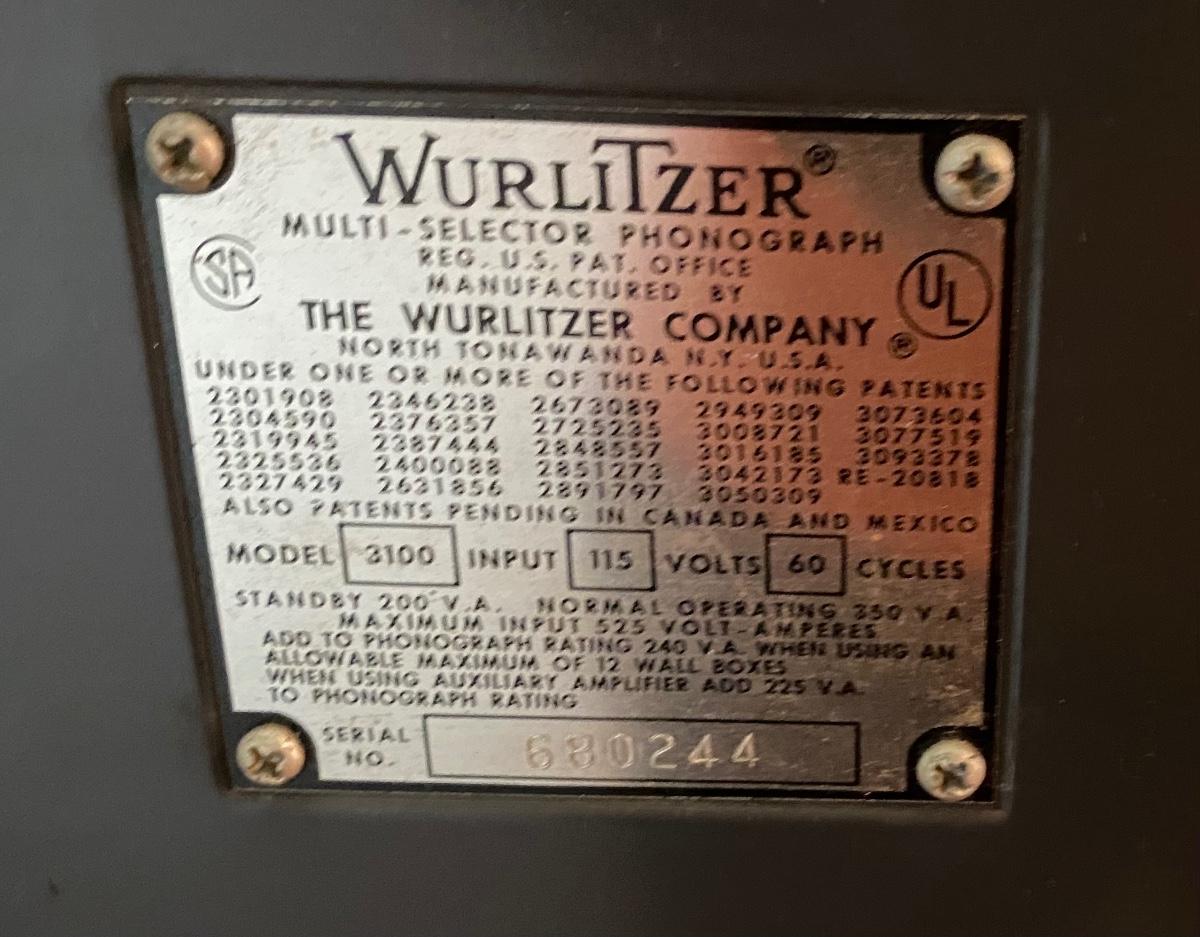 WURLiTZER®
MULTI-SELECTOR PHONOGRAPH
REG. U.S. PAT. OFFICE
MANUFACTURED BY
SA
UL
THE WURLITZER COMPANY ®
NORTH TONAWANDA N.Y. U.S.A.
UNDER ONE OR MORE OF THE FOLLOWING PATENTS
2301908 2346238 2673089 2949309 3073604
2304590 2376357 2725235 3008721 3077519
2319945 2387444 2848557 3016185 3093378
2325536 2400088 2851273 3042173 RE-20818
2327429 2631856 2891797 3050309
ALSO PATENTS PENDING IN CANADA AND MEXICO
MODEL 3100 INPUT 115 VOLTS 60 CYCLES
STANDBY 200 V.A. NORMAL OPERATING 350 V.A.
MAXIMUM INPUT 525 VOLT-AMPERES
ADD TO PHONOGRAPH RATING 240 V.A. WHEN USING AN
ALLOWABLE MAXIMUM OF 12 WALL BOXES
WHEN USING AUXILIARY AMPLIFIER ADD 225 V.A.
TO PHONOGRAPH RATING
SERIAL NO. 680244